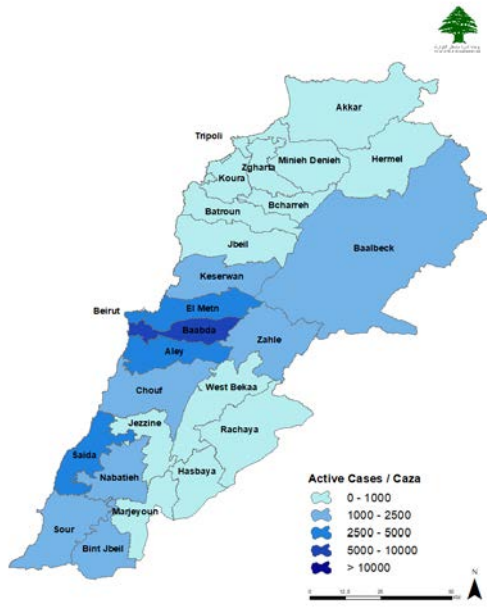 Akkar
Tripoli
Zgharta
Minieh Denieh
Hermel
Koura
Bcharreh
Batroun
Jbeil
Baalbeck
Keserwan
Beirut
El Metn
Baabda
Zahle
Aley
Chouf
West Bekaa
Jezzine
Rachaya
Saida
Hasbaya
Nabatieh
Marjeyoun
Sour
Bint Jbeil
Active Cases / Caza
0 - 1000
1000 - 2500
2500 - 5000
5000 - 10000
> 10000
N